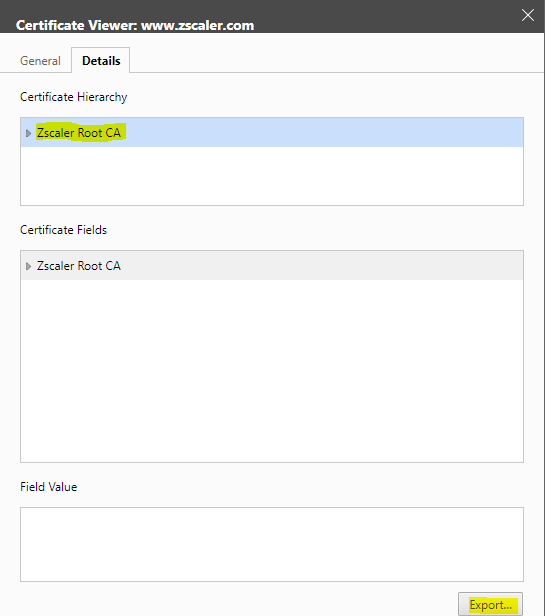 Certificate Viewer: www.zscaler.com
General Details
Certificate Hierarchy
Zscaler Root CA
Certificate Fields
Zscaler Root CA
Field Value
Export...